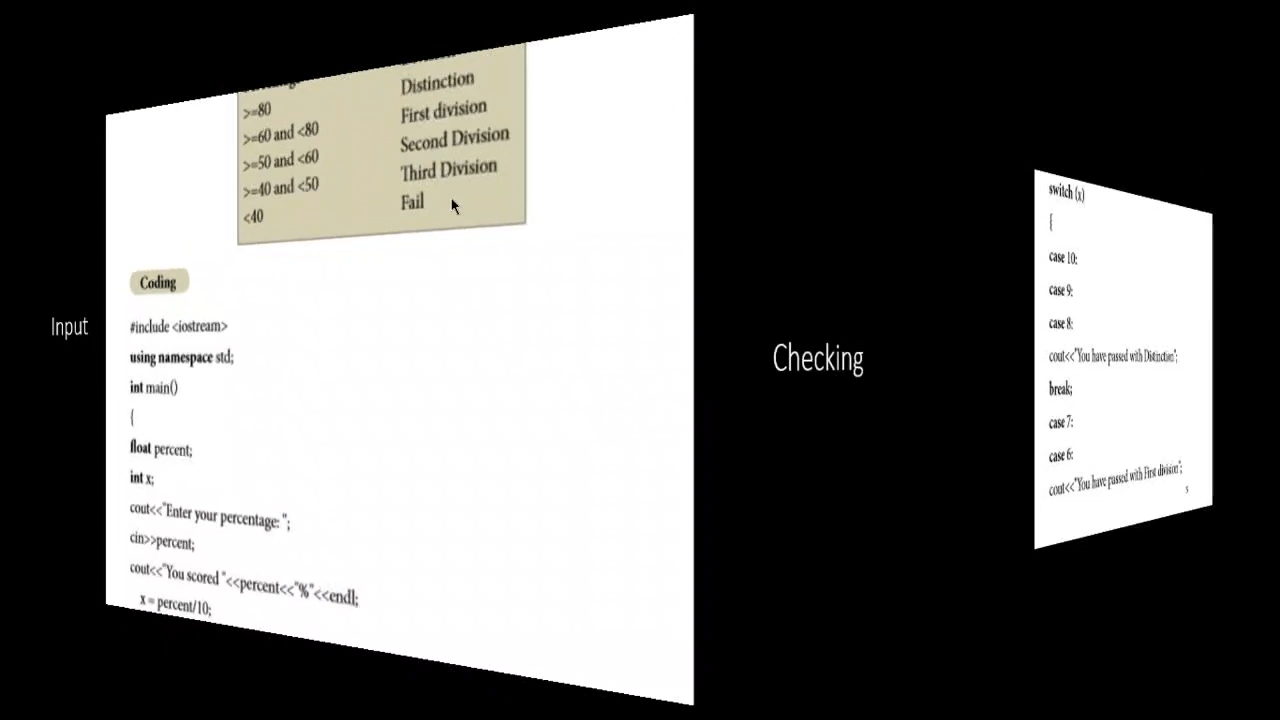 Input
Distinction
>=80
First division
>=60 and <80
Second Division
>=50 and <60
Third Division
>=40 and <50
Fail
<40
Coding
#include <iostream>
using namespace std;
int main()
{
float percent;
int x;
cout<<"Enter your percentage: ";
cin>>percent;
cout<<"You scored "<<percent<<"%"<<endl;
x = percent/10;
Checking
switch (x)
{
case 10:
case 9:
case 8:
cout<<"You have passed with Distinction";
break;
case 7:
case 6:
cout<<"You have passed with First division";
5